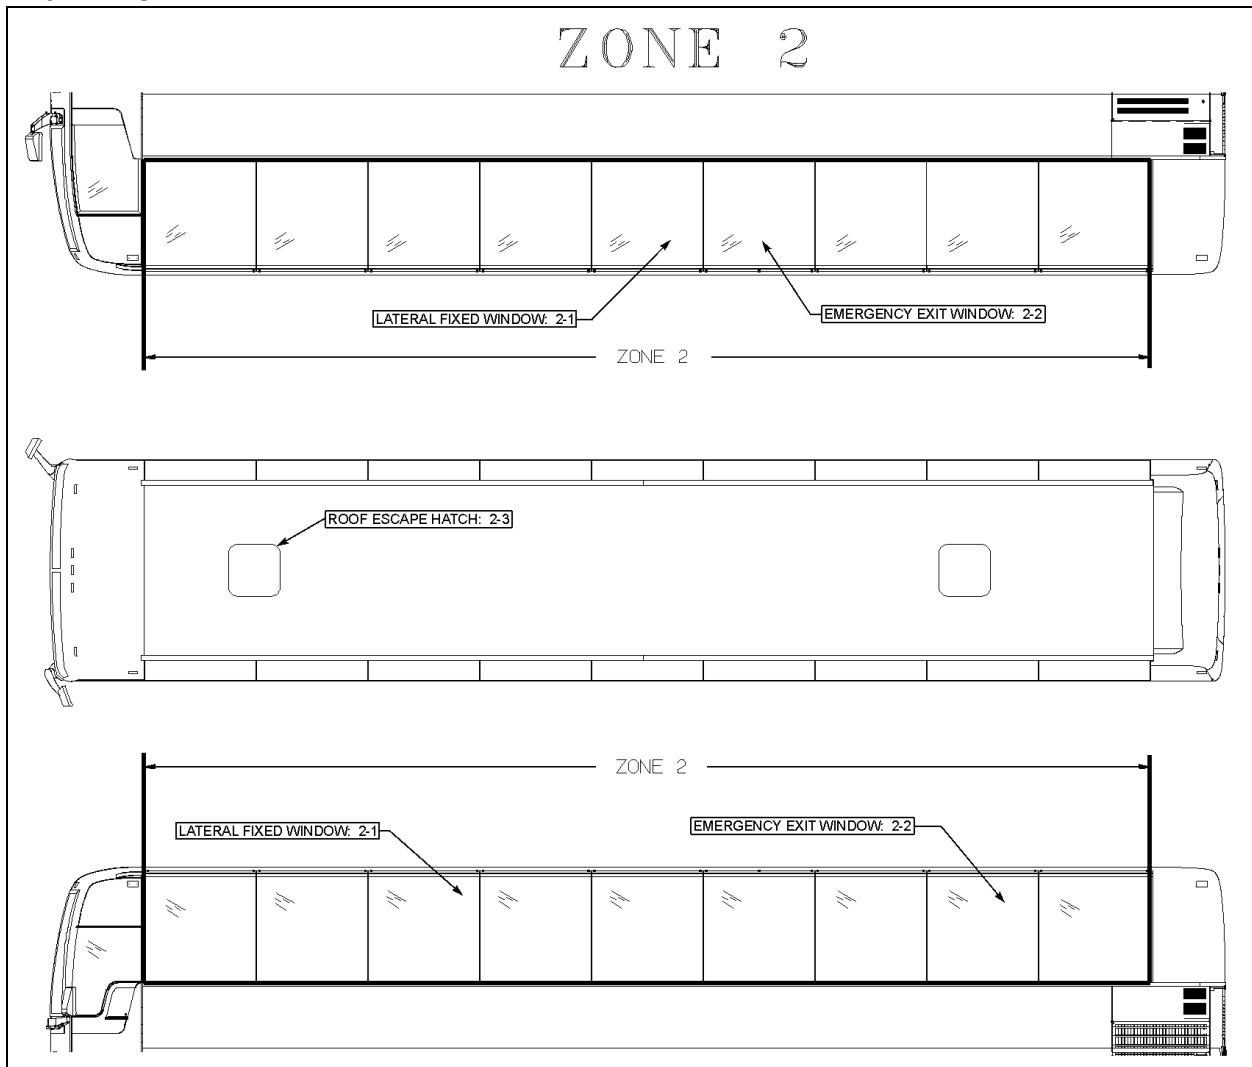 ZONE 2
LATERAL FIXED WINDOW: 2-1
EMERGENCY EXIT WINDOW: 2-2
ZONE 2
ROOF ESCAPE HATCH: 2-3
ZONE 2
LATERAL FIXED WINDOW: 2-1
EMERGENCY EXIT WINDOW: 2-2